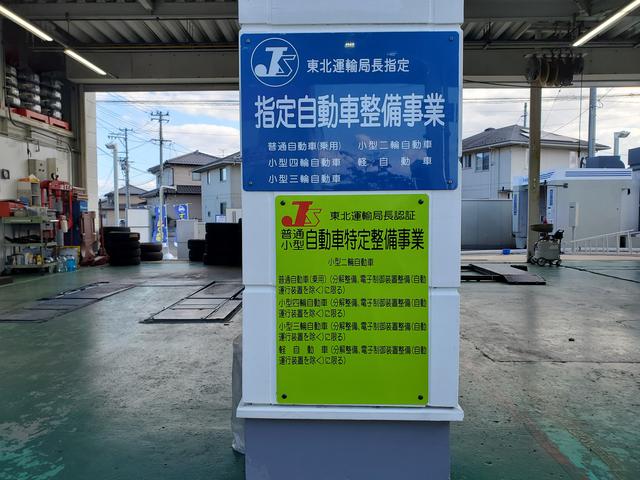 JS 東北運輸局長指定
指定自動車整備事業
普通自動車(乗用) 小型二輪自動車
小型四輪自動車 軽自動車
小型三輪自動車
JS 東北運輸局長認証
普通
小型 自動車特定整備事業
小型二輪自動車
普通自動車(乗用)(分解整備、電子制御装置整備(自動
運行装置を除く)に限る)
小型四輪自動車(分解整備、電子制御装置整備(自動
運行装置を除く)に限る)
小型三輪自動車(分解整備、電子制御装置整備(自動
運行装置を除く)に限る)
軽自動車(分解整備、電子制御装置整備(自動
運行装置を除く)に限る)